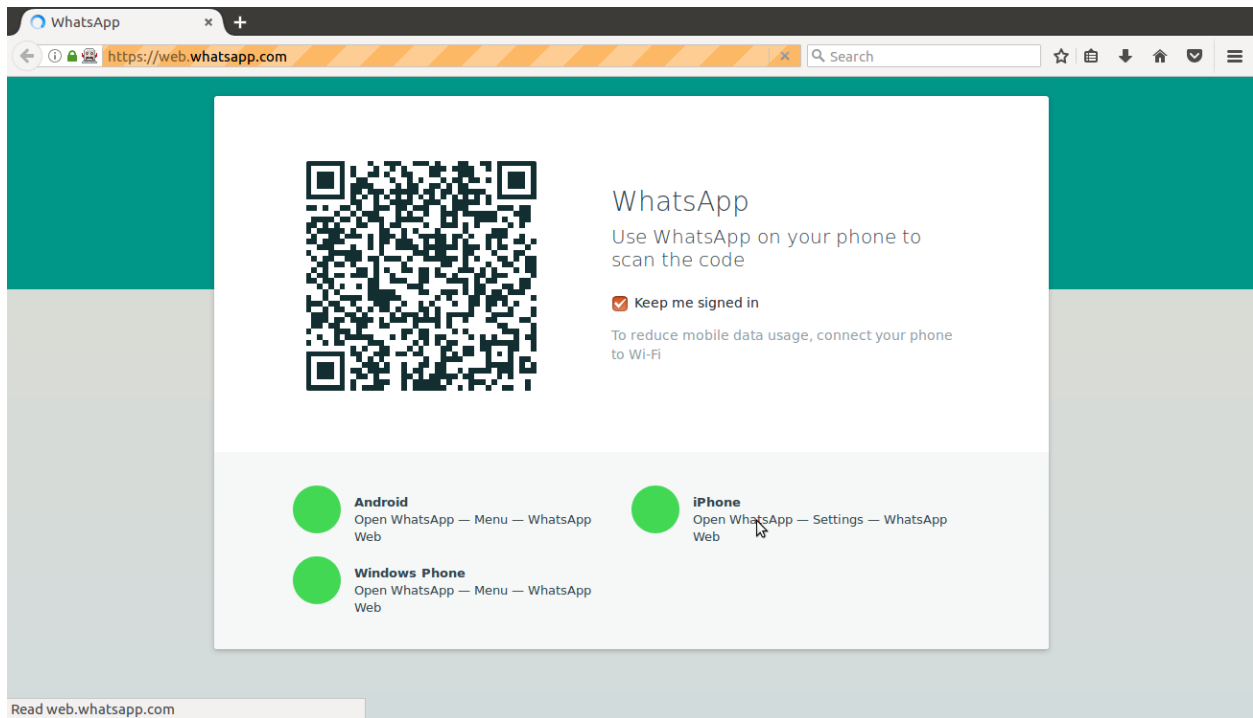 WhatsApp
https://web.whatsapp.com
Search
WhatsApp
Use WhatsApp on your phone to
scan the code
Keep me signed in
To reduce mobile data usage, connect your phone
to Wi-Fi
Android
Open WhatsApp — Menu — WhatsApp
Web
iPhone
Open WhatsApp — Settings — WhatsApp
Web
Windows Phone
Open WhatsApp — Menu — WhatsApp
Web
Read web.whatsapp.com